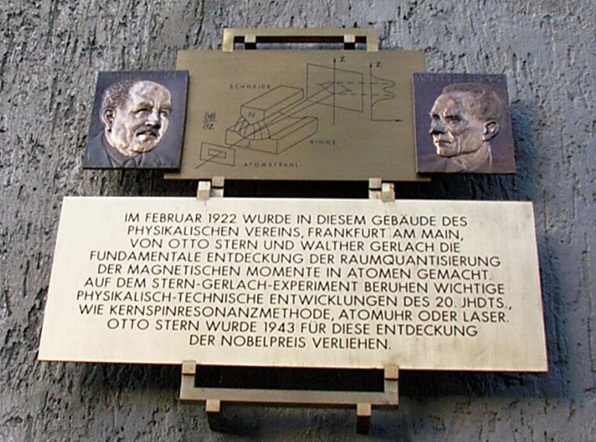 SCHNEIDE
Z
Z
∂B
∂z
N
S
RINNE
ATOMSTRAHL
IM FEBRUAR 1922 WURDE IN DIESEM GEBÄUDE DES
PHYSIKALISCHEN VEREINS, FRANKFURT AM MAIN,
VON OTTO STERN UND WALTHER GERLACH DIE
FUNDAMENTALE ENTDECKUNG DER RAUMQUANTISIERUNG
DER MAGNETISCHEN MOMENTE IN ATOMEN GEMACHT.
AUF DEM STERN-GERLACH-EXPERIMENT BERUHEN WICHTIGE
PHYSIKALISCH-TECHNISCHE ENTWICKLUNGEN DES 20. JHDTS.,
WIE KERNSPINRESONANZMETHODE, ATOMUHR ODER LASER.
OTTO STERN WURDE 1943 FÜR DIESE ENTDECKUNG
DER NOBELPREIS VERLIEHEN.